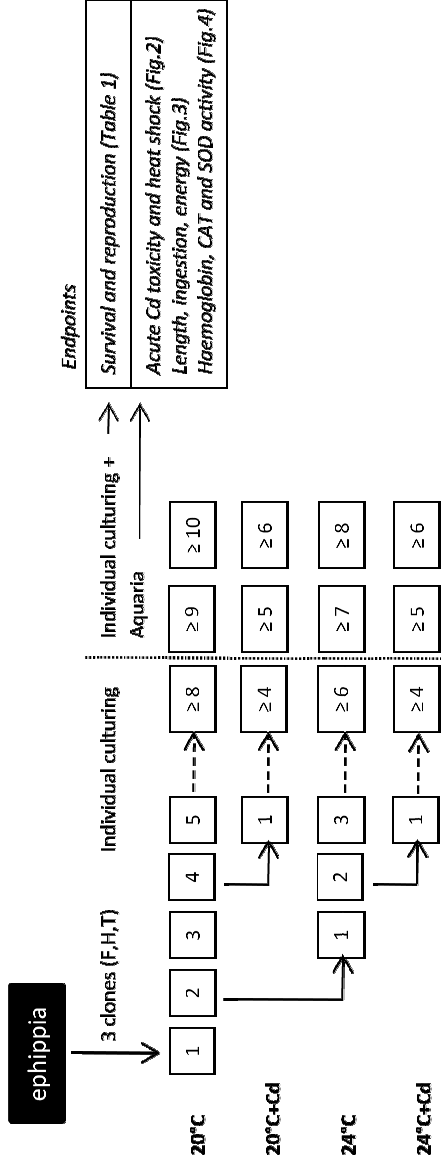 ephippia
3 clones (F,H,T)
Individual culturing
Individual culturing +
Aquaria
Endpoints
Survival and reproduction (Table 1)
Acute Cd toxicity and heat shock (Fig.2)
Length, ingestion, energy (Fig.3)
Haemoglobin, CAT and SOD activity (Fig.4)
20°C 1 2 3 4 5 ≥ 8 ≥ 9 ≥ 10
20°C+Cd 1 ≥ 4 ≥ 5 ≥ 6
24°C 1 2 3 ≥ 6 ≥ 7 ≥ 8
24°C+Cd 1 ≥ 4 ≥ 5 ≥ 6